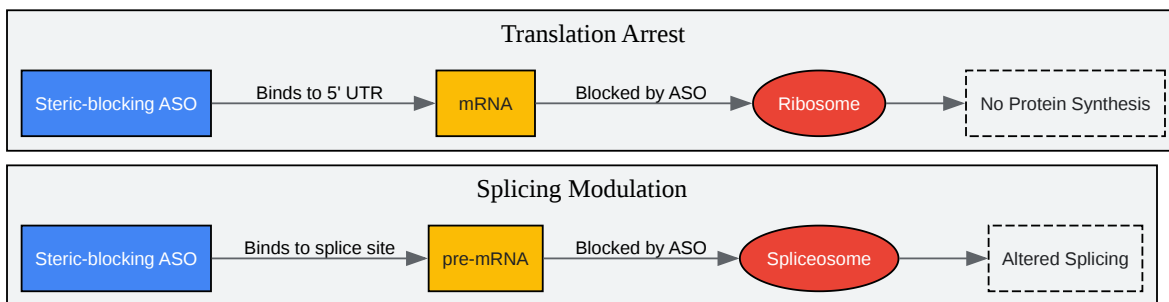 Translation Arrest
Steric-blocking ASO
Binds to 5' UTR
mRNA
Blocked by ASO
Ribosome
No Protein Synthesis
Splicing Modulation
Steric-blocking ASO
Binds to splice site
pre-mRNA
Blocked by ASO
Spliceosome
Altered Splicing